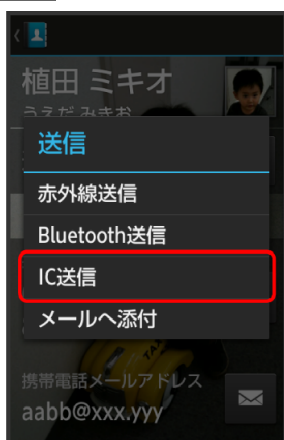 植田 ミキオ
うえだ みきお
送信
赤外線送信
Bluetooth送信
IC送信
メールへ添付
携帯電話メールアドレス
aabb@xxx.yyy